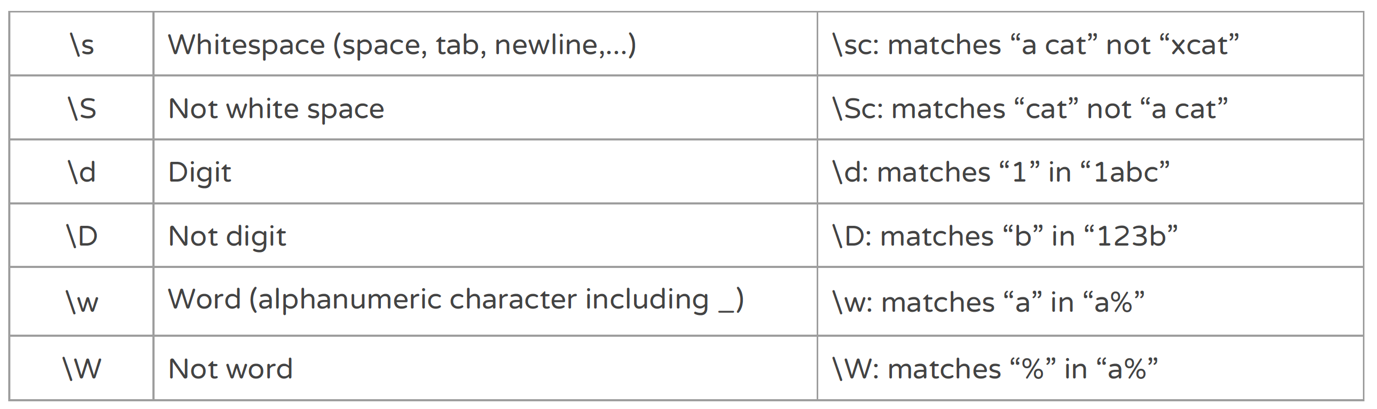 \s Whitespace (space, tab, newline,...) \sc: matches “a cat” not “xcat”
\S Not white space \Sc: matches “cat” not “a cat”
\d Digit \d: matches “1” in “1abc”
\D Not digit \D: matches “b” in “123b”
\w Word (alphanumeric character including _) \w: matches “a” in “a%”
\W Not word \W: matches “%” in “a%”